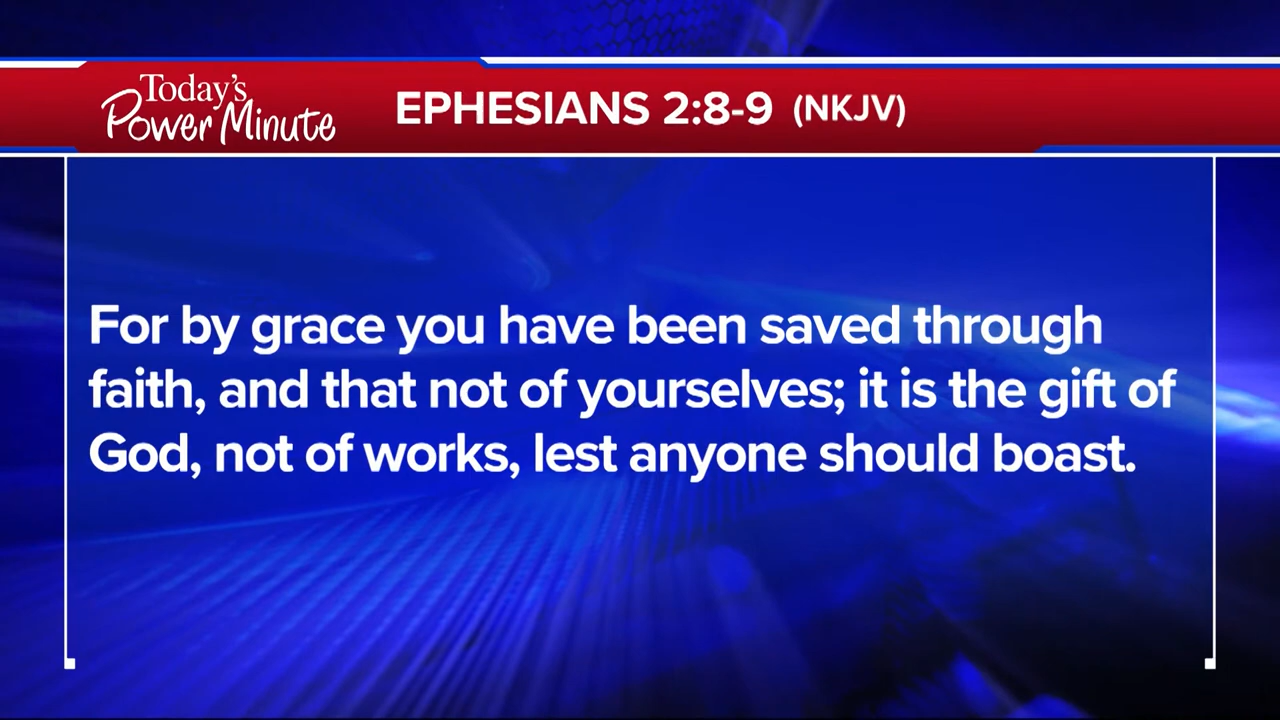 Today's
Power Minute
EPHESIANS 2:8-9 (NKJV)
For by grace you have been saved through
faith, and that not of yourselves; it is the gift of
God, not of works, lest anyone should boast.